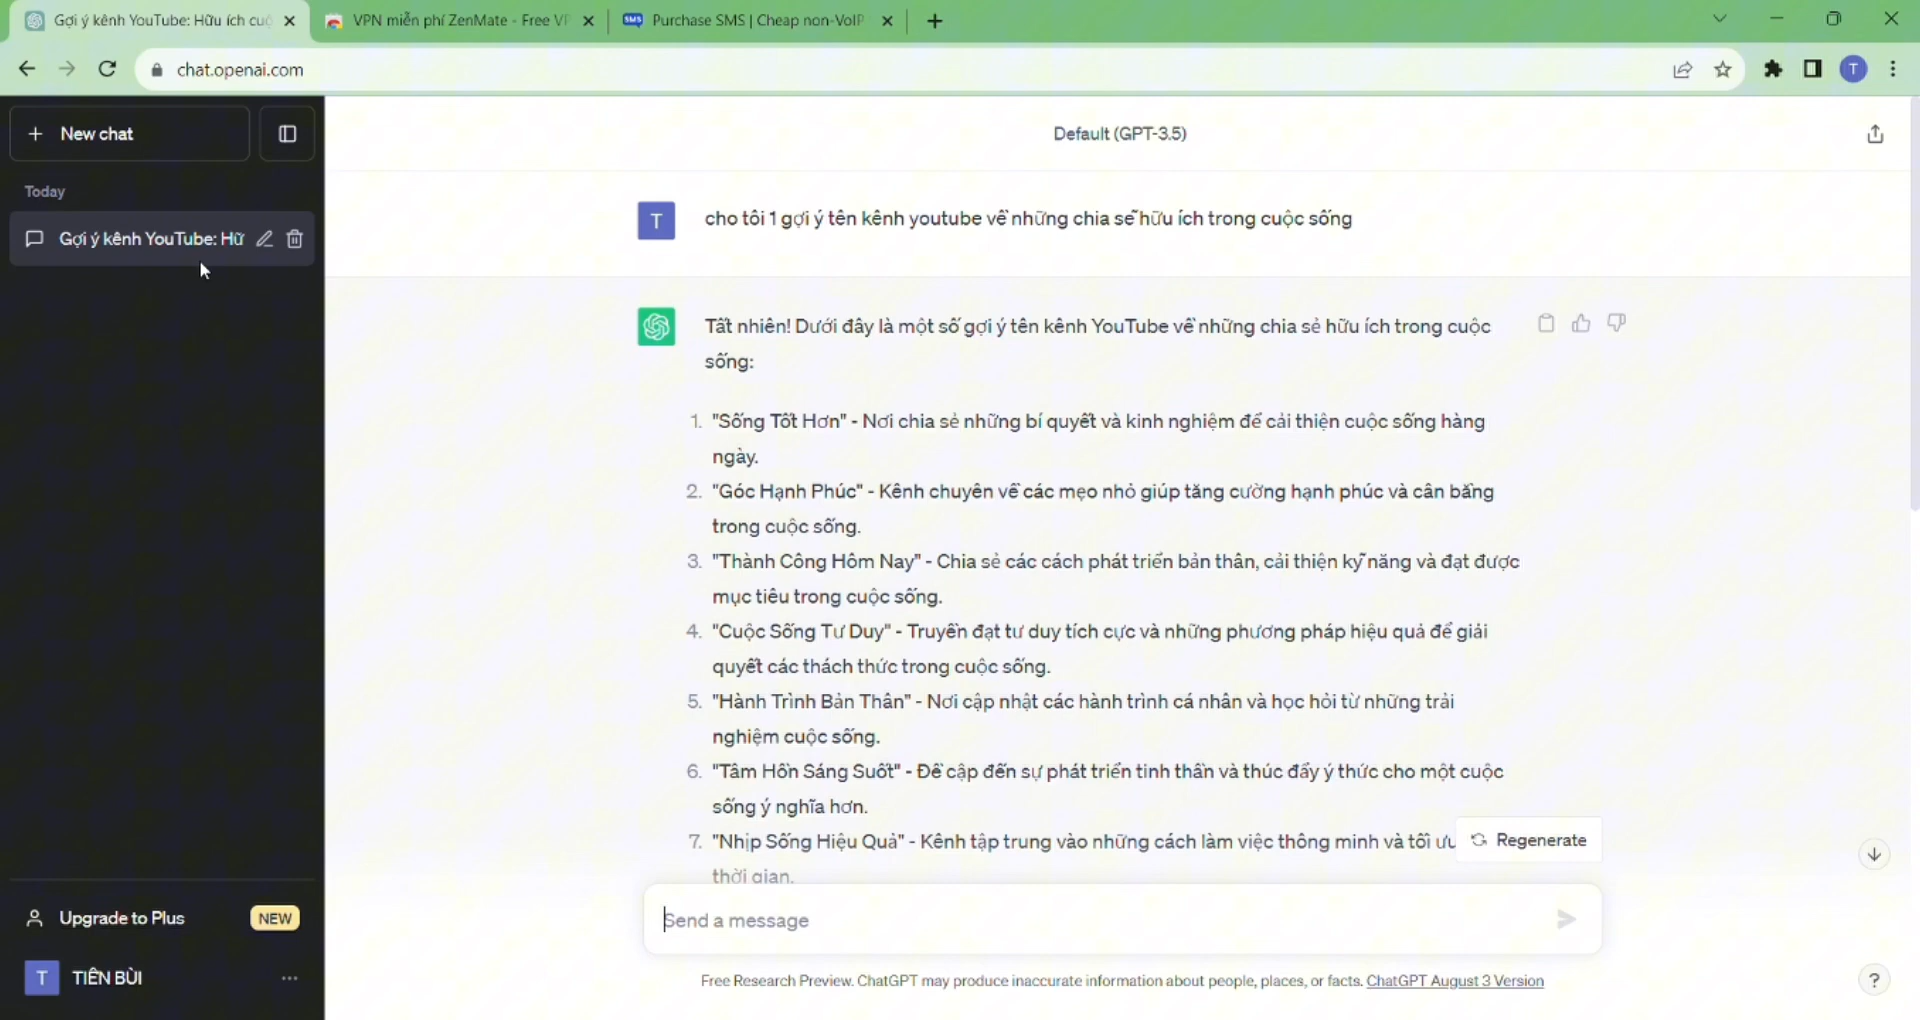 Gợi ý kênh YouTube: Hữu ích cuộ
VPN miễn phí ZenMate - Free VP
SMS
Purchase SMS | Cheap non-VoIP
chat.openai.com
T
New chat
Default (GPT-3.5)
Today
Gợi ý kênh YouTube: Hữ
T
cho tôi 1 gợi ý tên kênh youtube về những chia sẽ hữu ích trong cuộc sống
Tất nhiên! Dưới đây là một số gợi ý tên kênh YouTube về những chia sẻ hữu ích trong cuộc
sống:
1. "Sống Tốt Hơn" - Nơi chia sẻ những bí quyết và kinh nghiệm để cải thiện cuộc sống hàng
ngày.
2. "Góc Hạnh Phúc" - Kênh chuyên về các mẹo nhỏ giúp tăng cường hạnh phúc và cân bằng
trong cuộc sống.
3. "Thành Công Hôm Nay" - Chia sẻ các cách phát triển bản thân, cải thiện kỹ năng và đạt được
mục tiêu trong cuộc sống.
4. "Cuộc Sống Tư Duy" - Truyền đạt tư duy tích cực và những phương pháp hiệu quả để giải
quyết các thách thức trong cuộc sống.
5. "Hành Trình Bản Thân" - Nơi cập nhật các hành trình cá nhân và học hỏi từ những trải
nghiệm cuộc sống.
6. "Tâm Hồn Sáng Suốt" - Đề cập đến sự phát triển tinh thần và thúc đẩy ý thức cho một cuộc
sống ý nghĩa hơn.
7. "Nhịp Sống Hiệu Quả" - Kênh tập trung vào những cách làm việc thông minh và tối ưu
thời gian.
Regenerate
Send a message
Upgrade to Plus
NEW
T
TIÊN BÙI
Free Research Preview. ChatGPT may produce inaccurate information about people, places, or facts. ChatGPT August 3 Version
?